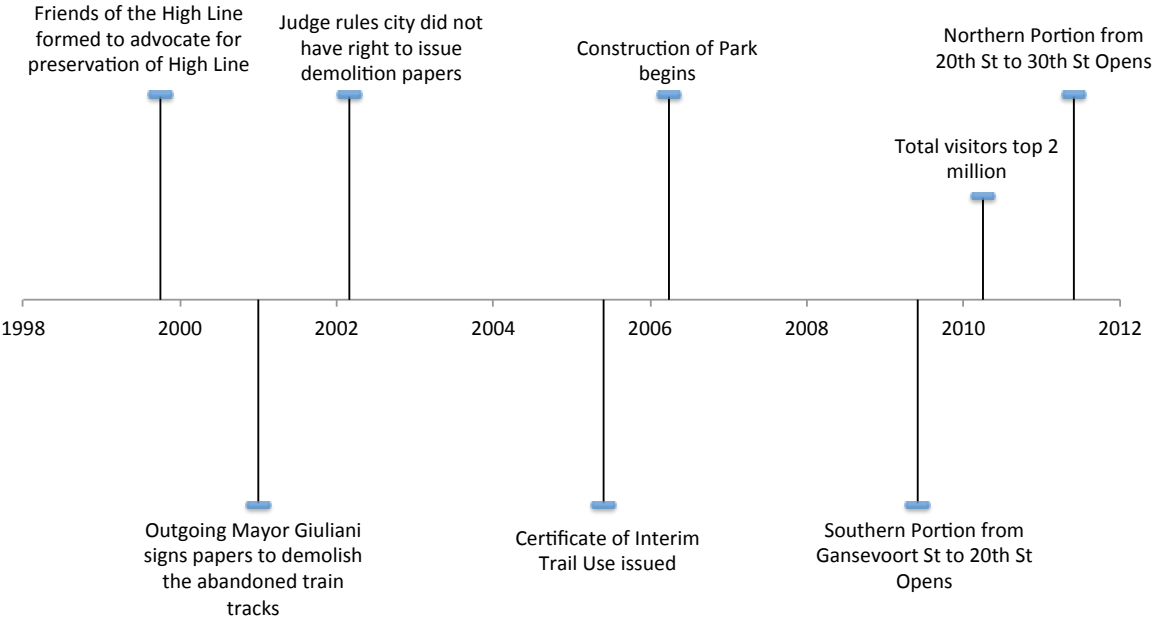 Friends of the High Line
formed to advocate for
preservation of High Line
Judge rules city did not
have right to issue
demolition papers
Construction of Park
begins
Northern Portion from
20th St to 30th St Opens
Total visitors top 2
million
1998
2000
2002
2004
2006
2008
2010
2012
Outgoing Mayor Giuliani
signs papers to demolish
the abandoned train
tracks
Certificate of Interim
Trail Use issued
Southern Portion from
Gansevoort St to 20th St
Opens